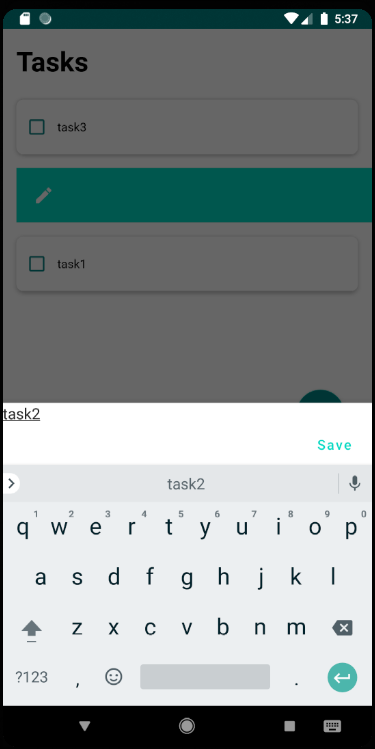 5:37
Tasks
task3
task1
task2
Save
task2
1 2 3 4 5 6 7 8 9 0
q w e r t y u i o p
a s d f g h j k l
z x c v b n m
?123 , .